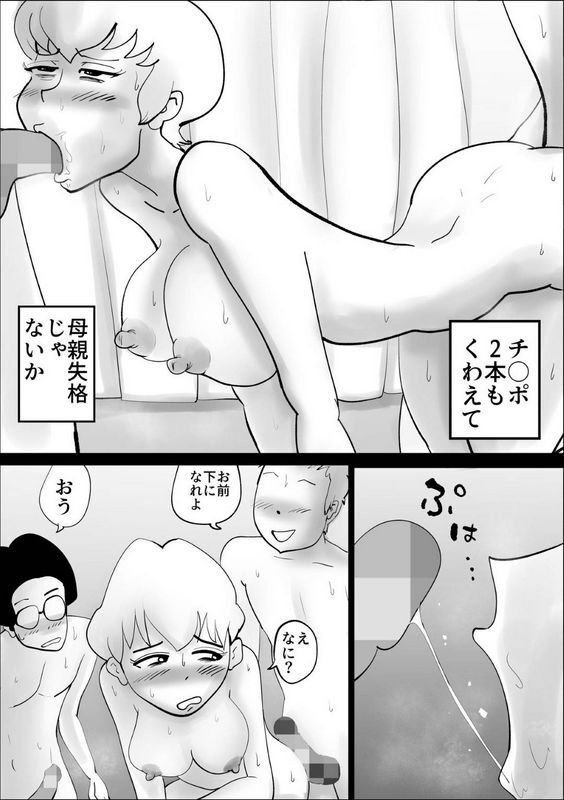 チ○ポ
2本も
くわえて
母親失格
じゃ
ないか
ぷは…
お前
下に
なれよ
え
なに?
おう